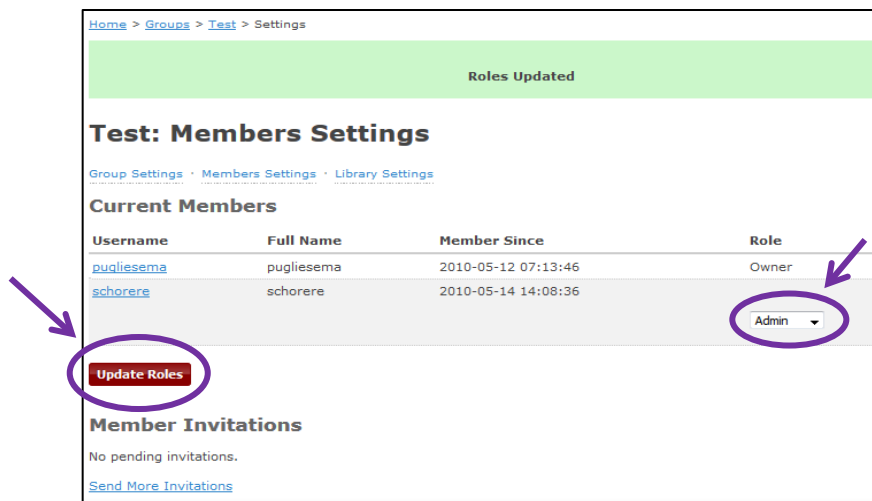 Home > Groups > Test > Settings
Roles Updated
Test: Members Settings
Group Settings · Members Settings · Library Settings
Current Members
Username Full Name Member Since Role
pugliesema pugliesema 2010-05-12 07:13:46 Owner
schorere schorere 2010-05-14 14:08:36
Admin
Update Roles
Member Invitations
No pending invitations.
Send More Invitations